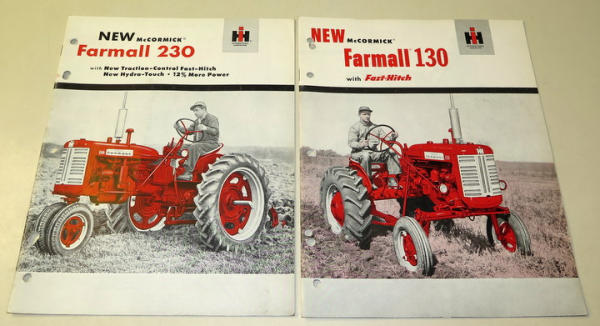 NEW McCORMICK®
Farmall 230
with New Traction-Control Fast-Hitch
New Hydra-Touch • 12% More Power
IH
NEW McCORMICK®
Farmall® 130
with Fast-Hitch
IH
FARMALL